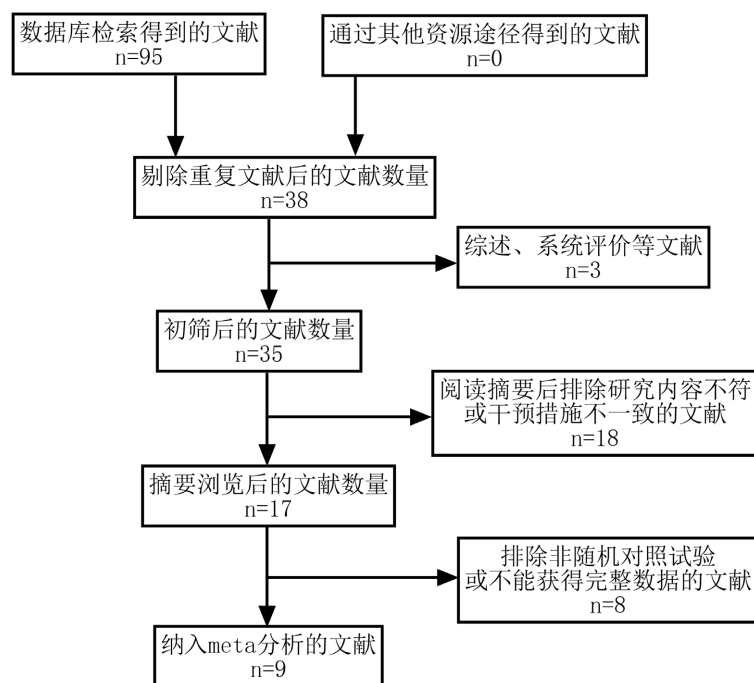 数据库检索得到的文献
n=95
通过其他资源途径得到的文献
n=0
剔除重复文献后的文献数量
n=38
综述、系统评价等文献
n=3
初筛后的文献数量
n=35
阅读摘要后排除研究内容不符
或干预措施不一致的文献
n=18
摘要浏览后的文献数量
n=17
排除非随机对照试验
或不能获得完整数据的文献
n=8
纳入meta分析的文献
n=9